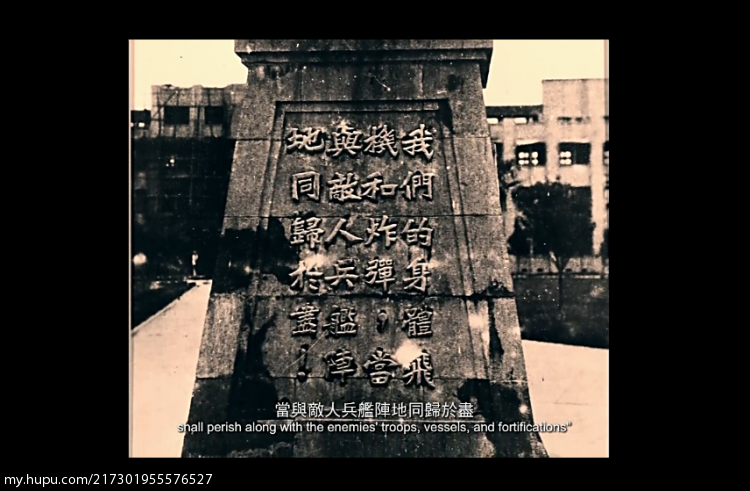 我們的身體飛
機和炸彈；當
與敵人兵艦陣
地同歸於盡！
當與敵人兵艦陣地同歸於盡
shall perish along with the enemies' troops, vessels, and fortifications"
my.hupu.com/217301955576527